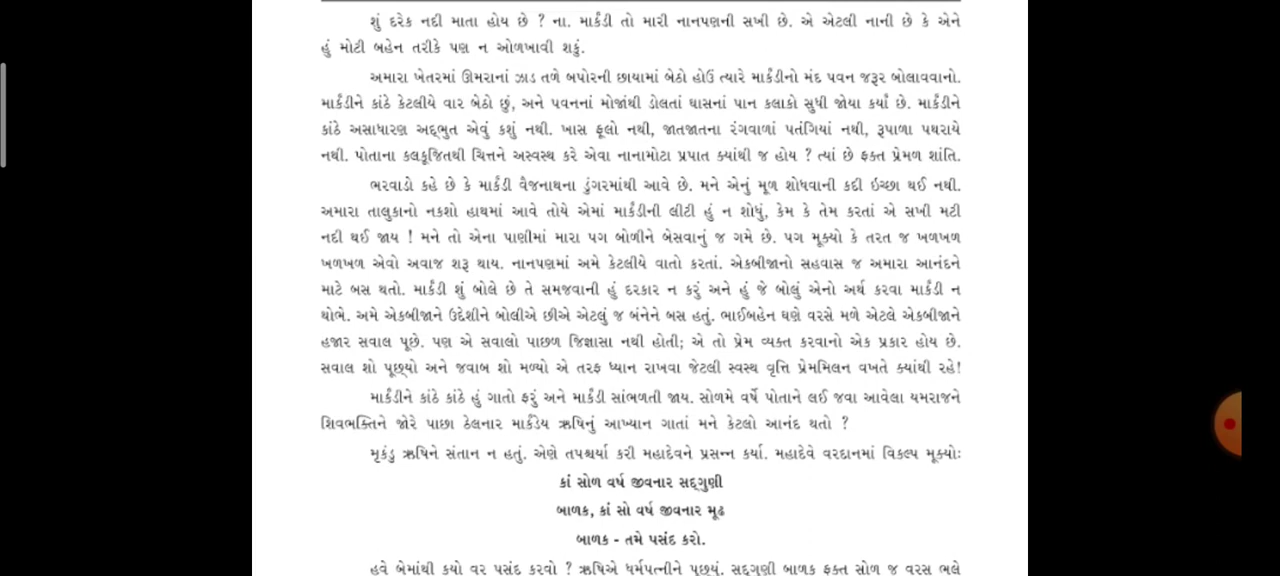 શું દરેક નદી માતા હોય છે ? ના. માર્કંડી તો મારી નાનપણની સખી છે. એ એટલી નાની છે કે એને
હું મોટી બહેન તરીકે પણ ન ઓળખાવી શકું.
અમારા ખેતરમાં ઊમરાનાં ઝાડ તળે બપોરની છાયામાં બેઠો હોઉં ત્યારે માર્કંડીનો મંદ પવન જરૂર બોલાવવાનો.
માર્કંડીને કાંઠે કેટલીયે વાર બેઠો છું, અને પવનનાં મોજાંથી ડોલતાં ઘાસનાં પાન કલાકો સુધી જોયા કર્યાં છે. માર્કંડીને
કાંઠે અસાધારણ અદ્ભુત એવું કશું નથી. ખાસ ફૂલો નથી, જાતજાતના રંગવાળાં પતંગિયાં નથી, રૂપાળા પથરાયે
નથી. પોતાના કલકૂજિતથી ચિત્તને અસ્વસ્થ કરે એવા નાનામોટા પ્રપાત ક્યાંથી જ હોય ? ત્યાં છે ફક્ત પ્રેમળ શાંતિ.
ભરવાડો કહે છે કે માર્કંડી વૈજનાથના ડુંગરમાંથી આવે છે. મને એનું મૂળ શોધવાની કદી ઇચ્છા થઈ નથી.
અમારા તાલુકાનો નકશો હાથમાં આવે તોયે એમાં માર્કંડીની લીટી હું ન શોધું, કેમ કે તેમ કરતાં એ સખી મટી
નદી થઈ જાય ! મને તો એના પાણીમાં મારા પગ બોળીને બેસવાનું જ ગમે છે. પગ મૂક્યો કે તરત જ ખળખળ
ખળખળ એવો અવાજ શરૂ થાય. નાનપણમાં અમે કેટલીયે વાતો કરતાં. એકબીજાનો સહવાસ જ અમારા આનંદને
માટે બસ થતો. માર્કંડી શું બોલે છે તે સમજવાની હું દરકાર ન કરું અને હું જે બોલું એનો અર્થ કરવા માર્કંડી ન
થોભે. અમે એકબીજાને ઉદ્દેશીને બોલીએ છીએ એટલું જ બંનેને બસ હતું. ભાઈબહેન ઘણે વરસે મળે એટલે એકબીજાને
હજાર સવાલ પૂછે. પણ એ સવાલો પાછળ જિજ્ઞાસા નથી હોતી; એ તો પ્રેમ વ્યક્ત કરવાનો એક પ્રકાર હોય છે.
સવાલ શો પૂછ્યો અને જવાબ શો મળ્યો એ તરફ ધ્યાન રાખવા જેટલી સ્વસ્થ વૃત્તિ પ્રેમમિલન વખતે ક્યાંથી રહે!
માર્કંડીને કાંઠે કાંઠે હું ગાતો ફરું અને માર્કંડી સાંભળતી જાય. સોળમે વર્ષે પોતાને લઈ જવા આવેલા યમરાજને
શિવભક્તિને જોરે પાછા ઠેલનાર માર્કંડેય ઋષિનું આખ્યાન ગાતાં મને કેટલો આનંદ થતો ?
મૃકંડુ ઋષિને સંતાન ન હતું. એણે તપશ્ચર્યા કરી મહાદેવને પ્રસન્ન કર્યા. મહાદેવે વરદાનમાં વિકલ્પ મૂક્યોઃ
કાં સોળ વર્ષ જીવનાર સદ્ગુણી
બાળક, કાં સો વર્ષ જીવનાર મૂઢ
બાળક - તમે પસંદ કરો.
હવે બેમાંથી કયો વર પસંદ કરવો ? ઋષિએ ધર્મપત્નીને પૂછ્યું. સદ્ગુણી બાળક ફક્ત સોળ જ વરસ ભલે